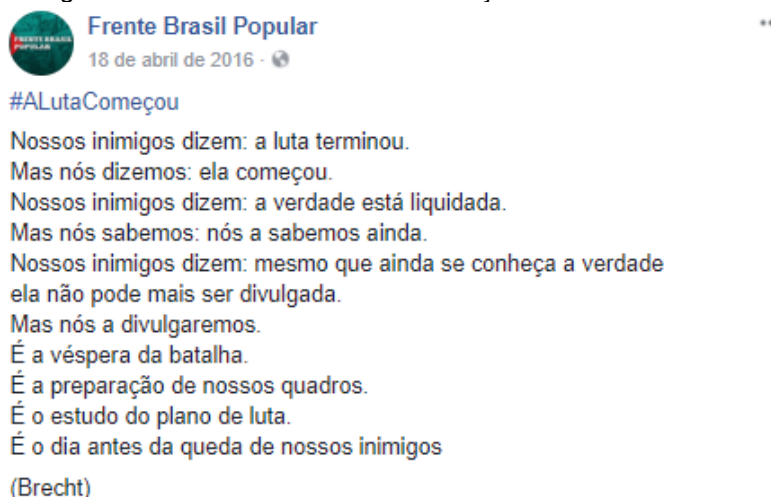 Frente Brasil Popular
FRENTE BRASIL
POPULAR
18 de abril de 2016 ·
#ALutaComeçou
Nossos inimigos dizem: a luta terminou.
Mas nós dizemos: ela começou.
Nossos inimigos dizem: a verdade está liquidada.
Mas nós sabemos: nós a sabemos ainda.
Nossos inimigos dizem: mesmo que ainda se conheça a verdade
ela não pode mais ser divulgada.
Mas nós a divulgaremos.
É a véspera da batalha.
É a preparação de nossos quadros.
É o estudo do plano de luta.
É o dia antes da queda de nossos inimigos
(Brecht)